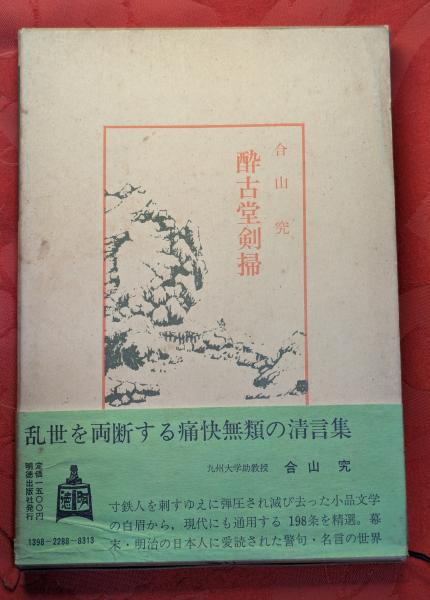 合山究
酔古堂剣掃
乱世を両断する痛快無類の清言集
九州大学助教授 合山 究
寸鉄人を刺すゆえに弾圧され滅び去った小品文学
の白眉から，現代にも通用する 198条を精選。幕
末・明治の日本人に愛読された警句・名言の世界
定価一五〇〇円
明徳出版社発行
明徳
1398-2288-8313